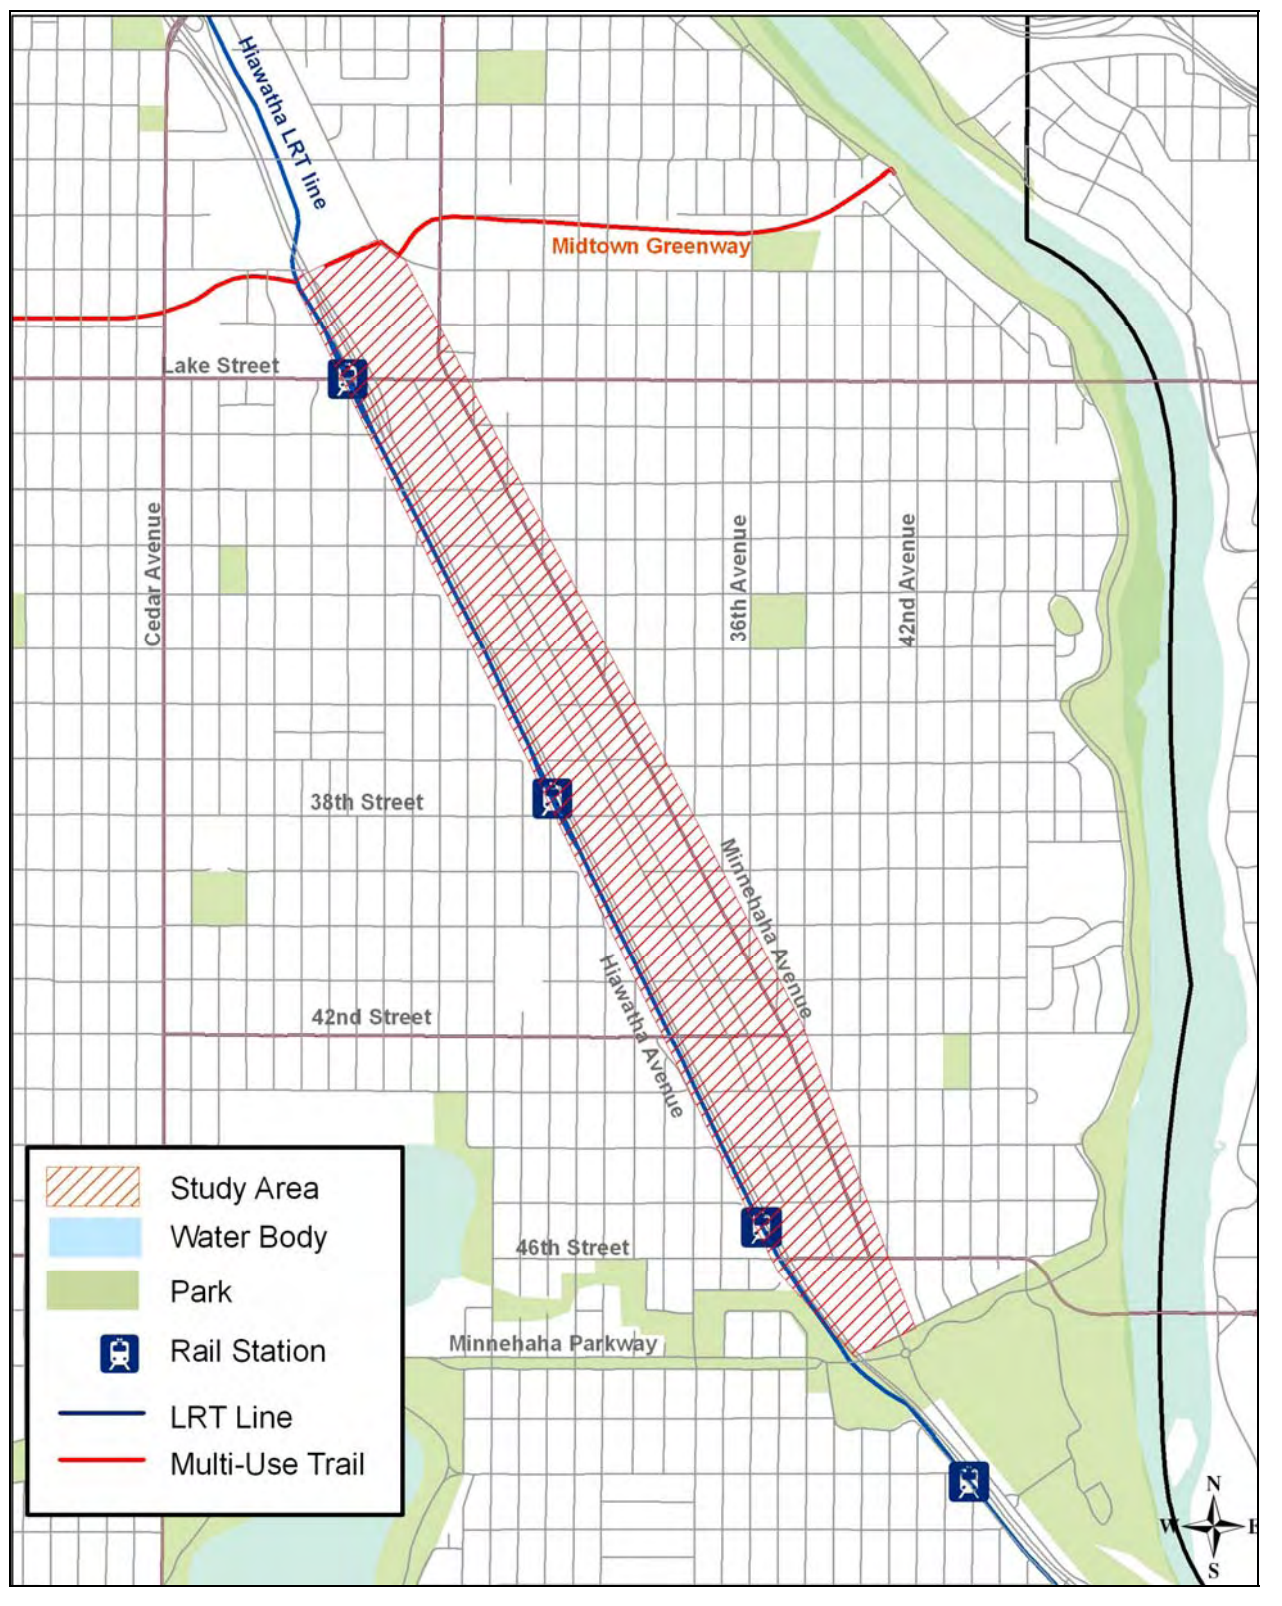 Hiawatha LRT line
Midtown Greenway
Lake Street
Cedar Avenue
36th Avenue
42nd Avenue
38th Street
Minnehaha Avenue
Hiawatha Avenue
42nd Street
46th Street
Minnehaha Parkway
Study Area
Water Body
Park
Rail Station
LRT Line
Multi-Use Trail
N
W E
S